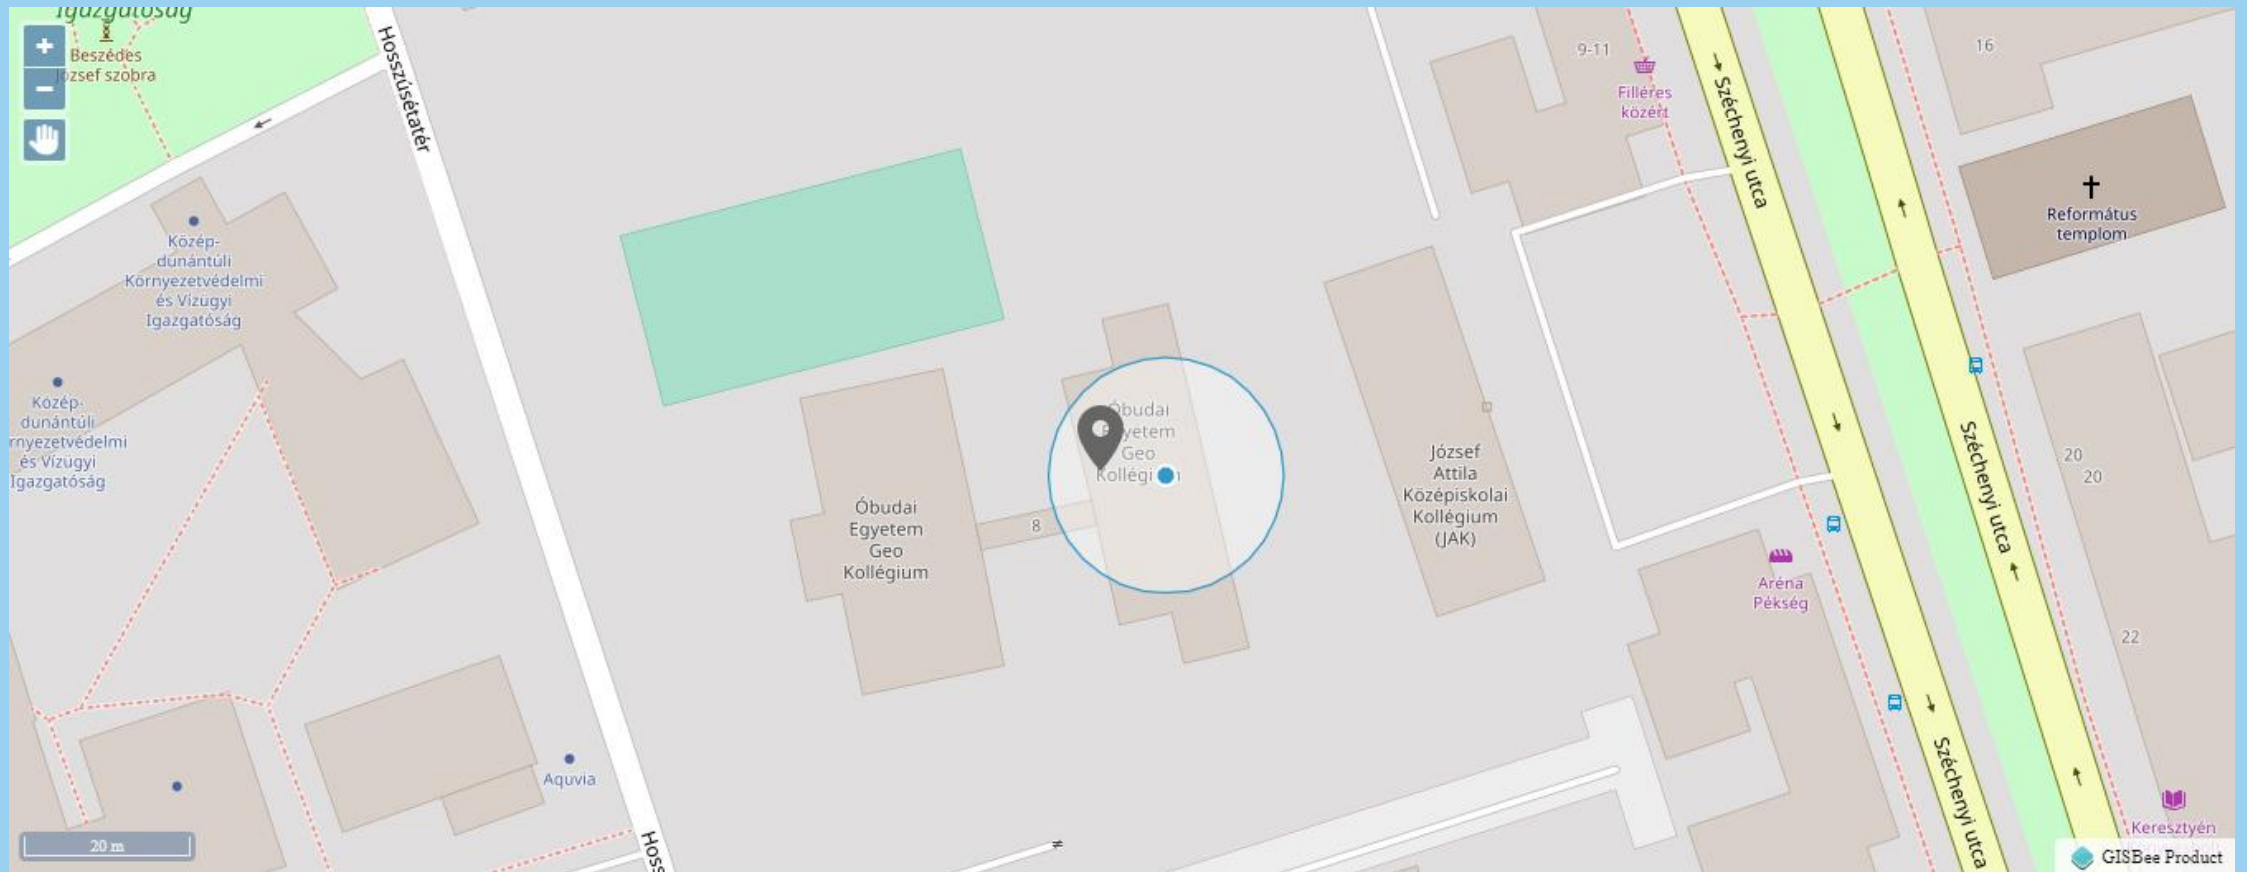 Igazgatóság
Beszédes
József szobra
Hosszúsétatér
Közép-
dunántúli
Környezetvédelmi
és Vízügyi
Igazgatóság
Közép-
dunántúli
rnyezetvédelmi
és Vízügyi
Igazgatóság
Aquvia
Hoss
20 m
Óbudai
Egyetem
Geo
Kollégium
8
Óbudai
Egyetem
Geo
József
Attila
Középiskolai
Kollégium
(JAK)
9-11
Filléres
közért
Széchenyi utca
16
Református
templom
Széchenyi utca
20
20
22
Aréna
Pékség
Széchenyi utca
Keresztyén
GISBee Product